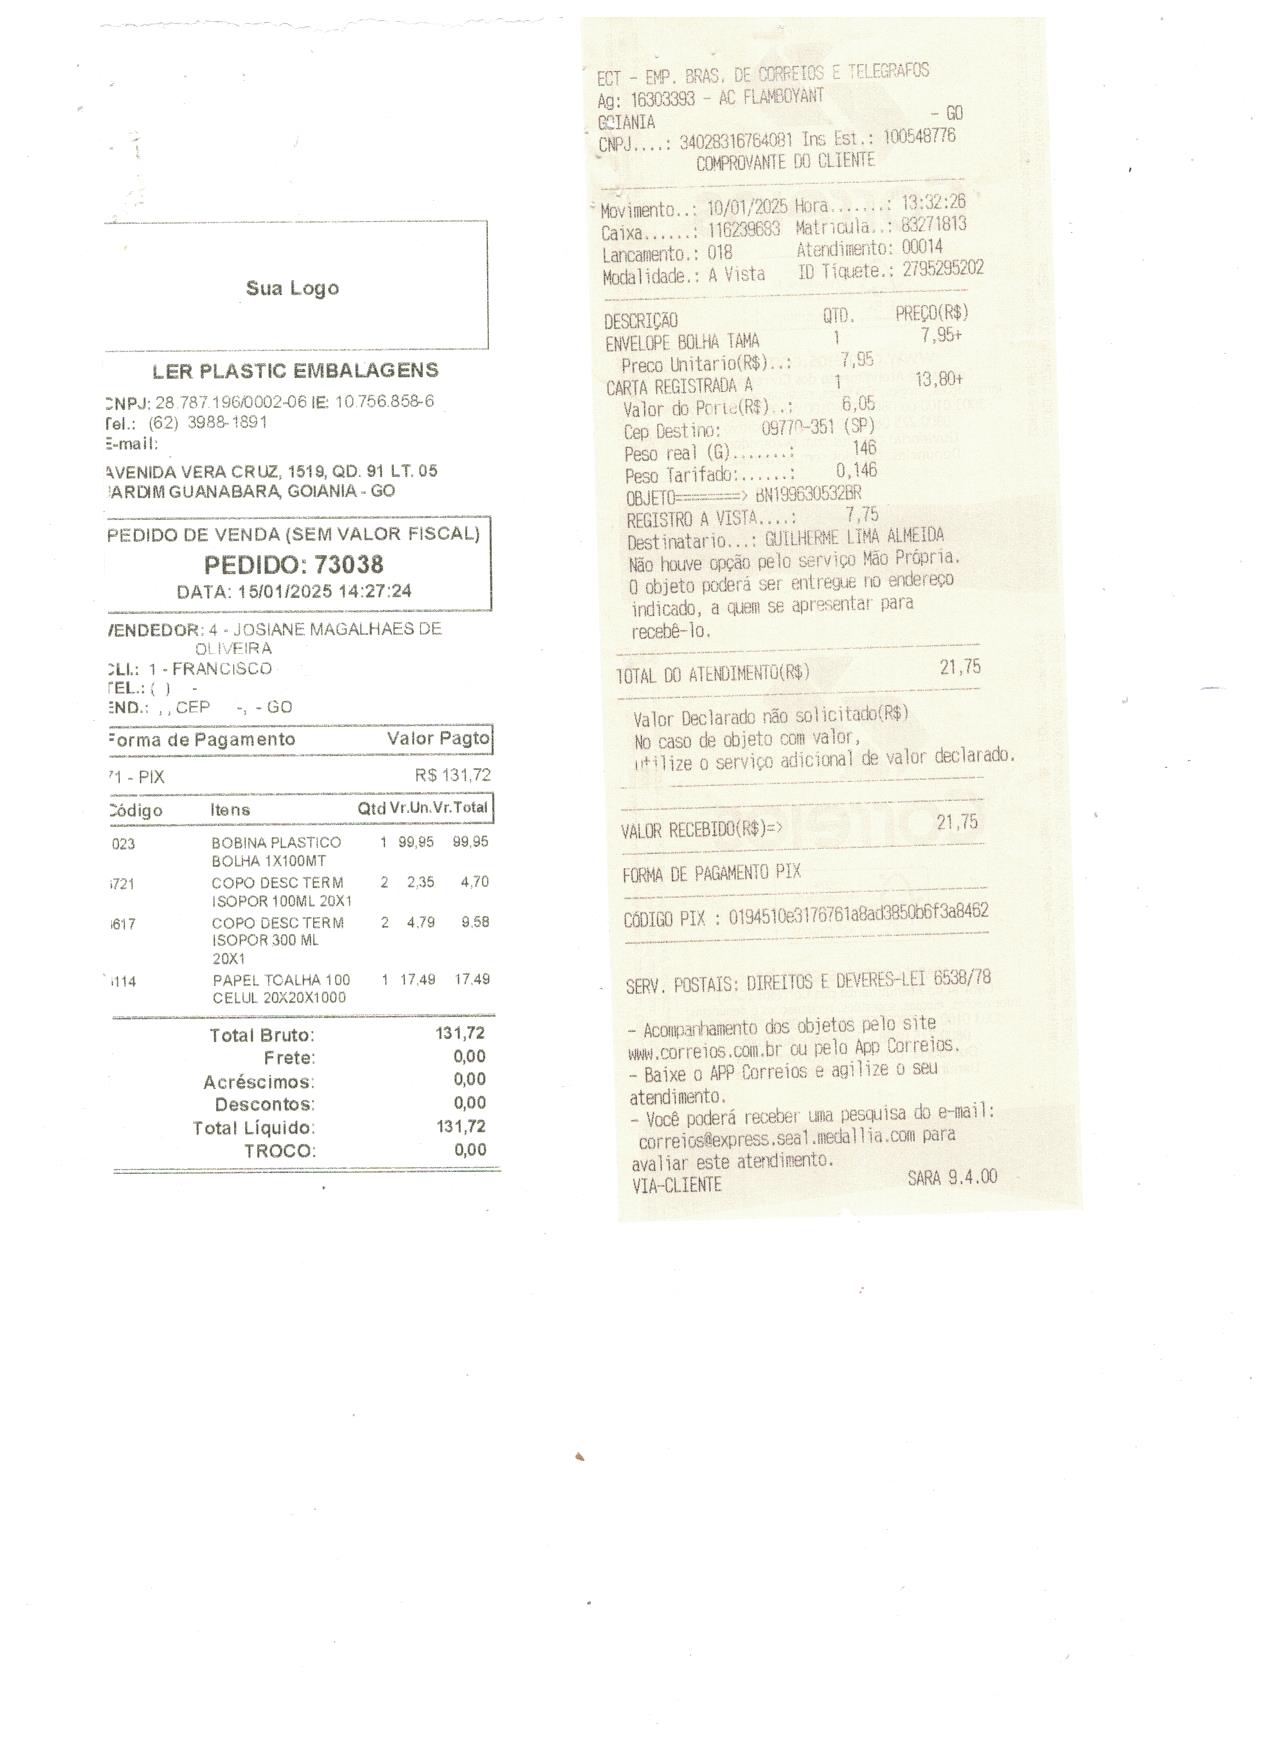 Sua Logo
LER PLASTIC EMBALAGENS
CNPJ: 28.787.196/0002-06 IE: 10.756.858-6
Tel.: (62) 3988-1891
E-mail:
AVENIDA VERA CRUZ, 1519, QD. 91 LT. 05
JARDIM GUANABARA, GOIANIA - GO
PEDIDO DE VENDA (SEM VALOR FISCAL)
PEDIDO: 73038
DATA: 15/01/2025 14:27:24
VENDEDOR: 4 - JOSIANE MAGALHAES DE
OLIVEIRA
CLI.: 1 - FRANCISCO
TEL.: ( ) -
END.: , , CEP -, - GO
Forma de Pagamento Valor Pagto
71 - PIX R$ 131,72
Código Itens Qtd Vr.Un. Vr.Total
023 BOBINA PLASTICO 1 99,95 99,95
BOLHA 1X100MT
721 COPO DESC TERM 2 2,35 4,70
ISOPOR 100ML 20X1
617 COPO DESC TERM 2 4,79 9,58
ISOPOR 300 ML
20X1
114 PAPEL TOALHA 100 1 17,49 17,49
CELUL 20X20X1000
Total Bruto: 131,72
Frete: 0,00
Acréscimos: 0,00
Descontos: 0,00
Total Líquido: 131,72
TROCO: 0,00
ECT - EMP. BRAS. DE CORREIOS E TELEGRAFOS
Ag: 16303393 - AC FLAMBOYANT
GOIANIA - GO
CNPJ....: 34028316764081 Ins Est.: 100548776
COMPROVANTE DO CLIENTE
Movimento..: 10/01/2025 Hora.......: 13:32:26
Caixa......: 116239683 Matricula..: 83271813
Lancamento.: 018 Atendimento: 00014
Modalidade.: A Vista ID Tiquete.: 2795295202
DESCRIÇÃO QTD. PREÇO(R$)
ENVELOPE BOLHA TAMA 1 7,95+
Preco Unitario(R$)..: 7,95
CARTA REGISTRADA A 1 13,80+
Valor do Porte(R$)..: 6,05
Cep Destino: 09770-351 (SP)
Peso real (G).......: 146
Peso Tarifado:......: 0,146
OBJETO========> BN199630532BR
REGISTRO A VISTA....: 7,75
Destinatario...: GUILHERME LIMA ALMEIDA
Não houve opção pelo serviço Mão Própria.
O objeto poderá ser entregue no endereço
indicado, a quem se apresentar para
recebê-lo.
TOTAL DO ATENDIMENTO(R$) 21,75
Valor Declarado não solicitado(R$)
No caso de objeto com valor,
utilize o serviço adicional de valor declarado.
VALOR RECEBIDO(R$)=> 21,75
FORMA DE PAGAMENTO PIX
CÓDIGO PIX : 0194510e3176761a8ad3850b6f3a8462
SERV. POSTAIS: DIREITOS E DEVERES-LEI 6538/78
- Acompanhamento dos objetos pelo site
www.correios.com.br ou pelo App Correios.
- Baixe o APP Correios e agilize o seu
atendimento.
- Você poderá receber uma pesquisa do e-mail:
correios@express.sea1.medallia.com para
avaliar este atendimento.
VIA-CLIENTE SARA 9.4.00